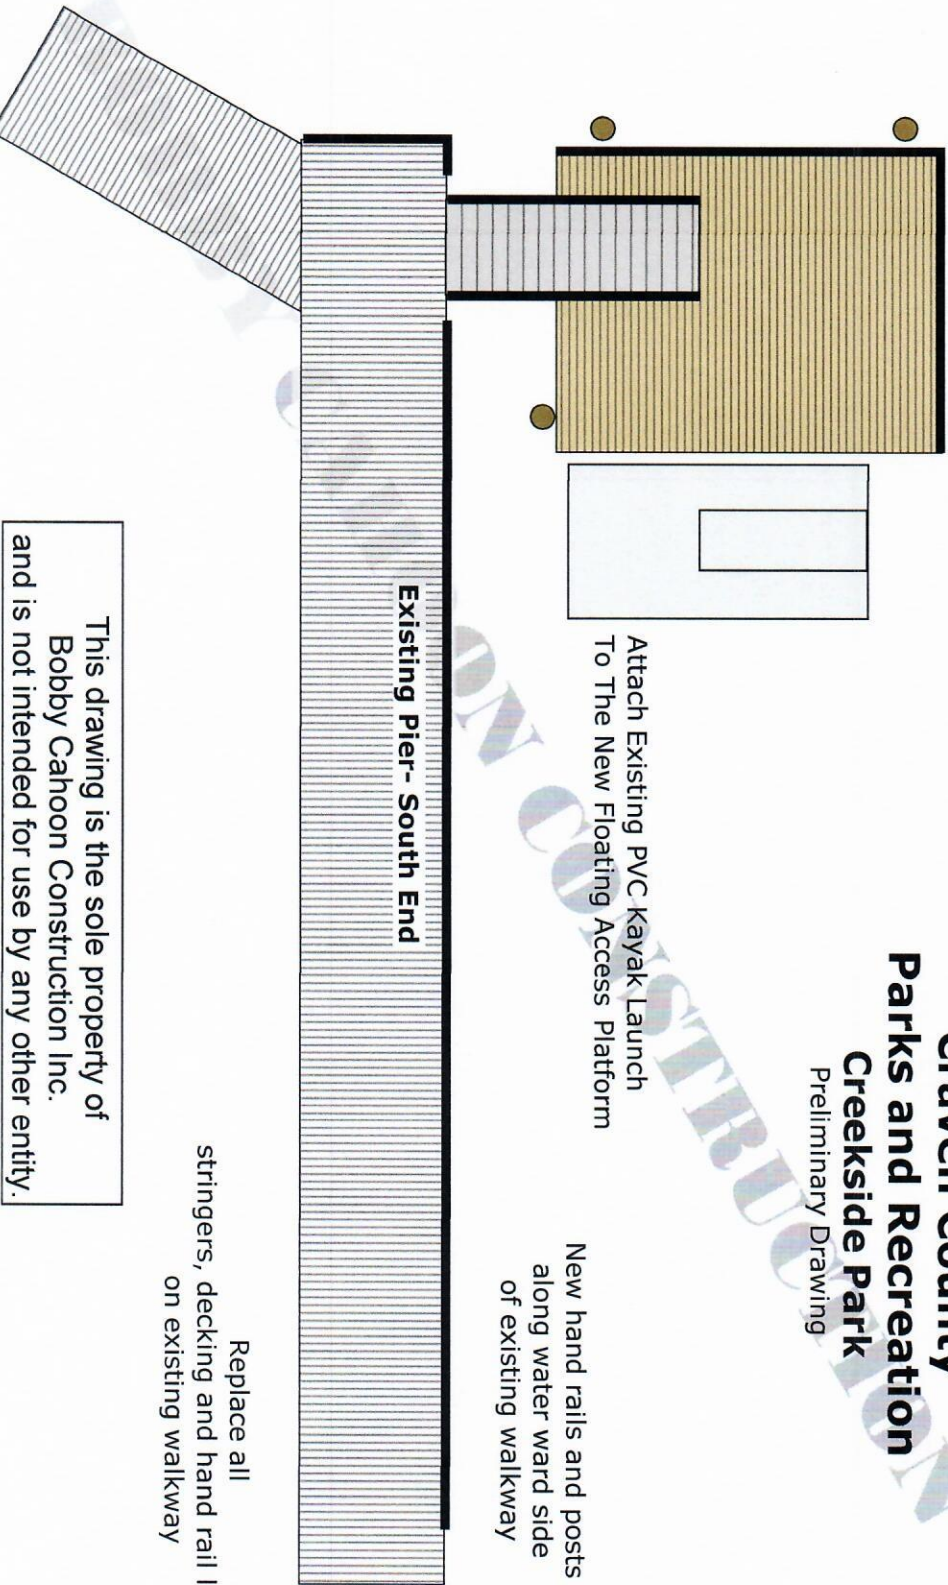 Craven County
Parks and Recreation
Creekside Park
Preliminary Drawing
Attach Existing PVC Kayak Launch
To The New Floating Access Platform
New hand rails and posts
along water ward side
of existing walkway
Existing Pier- South End
Replace all
stringers, decking and hand rail l
on existing walkway
This drawing is the sole property of
Bobby Cahoon Construction Inc.
and is not intended for use by any other entity.
CONSTRUCTION